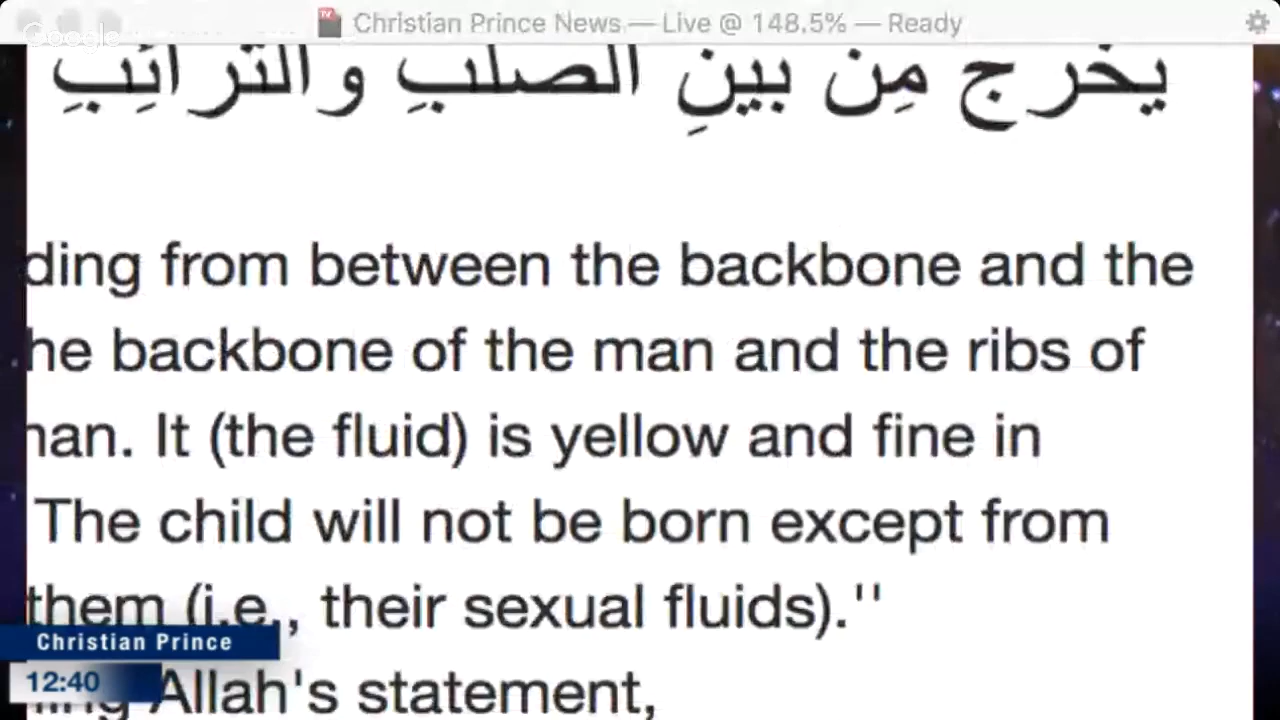 Christian Prince News — Live @ 148.5% — Ready
Google
يخرج مِن بينِ الصلبِ والترائِبِ
ding from between the backbone and the
he backbone of the man and the ribs of
nan. It (the fluid) is yellow and fine in
The child will not be born except from
them (i.e., their sexual fluids).''
Christian Prince
12:40
Allah's statement,